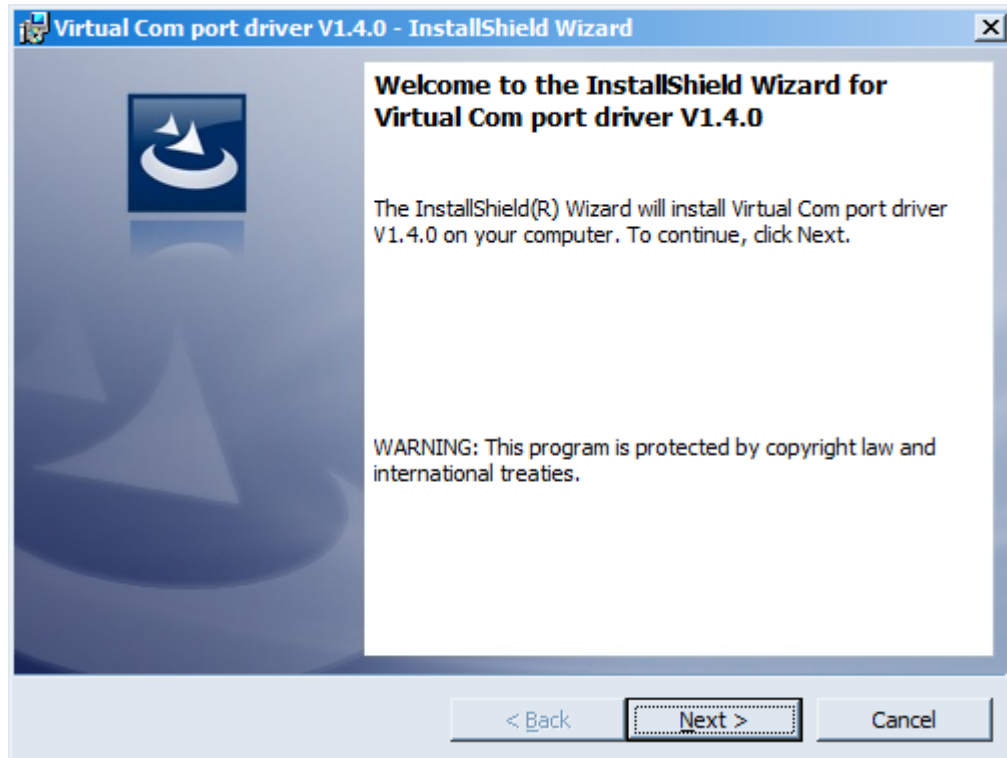 Virtual Com port driver V1.4.0 - InstallShield Wizard
Welcome to the InstallShield Wizard for
Virtual Com port driver V1.4.0
The InstallShield(R) Wizard will install Virtual Com port driver
V1.4.0 on your computer. To continue, click Next.
WARNING: This program is protected by copyright law and
international treaties.
< Back Next > Cancel